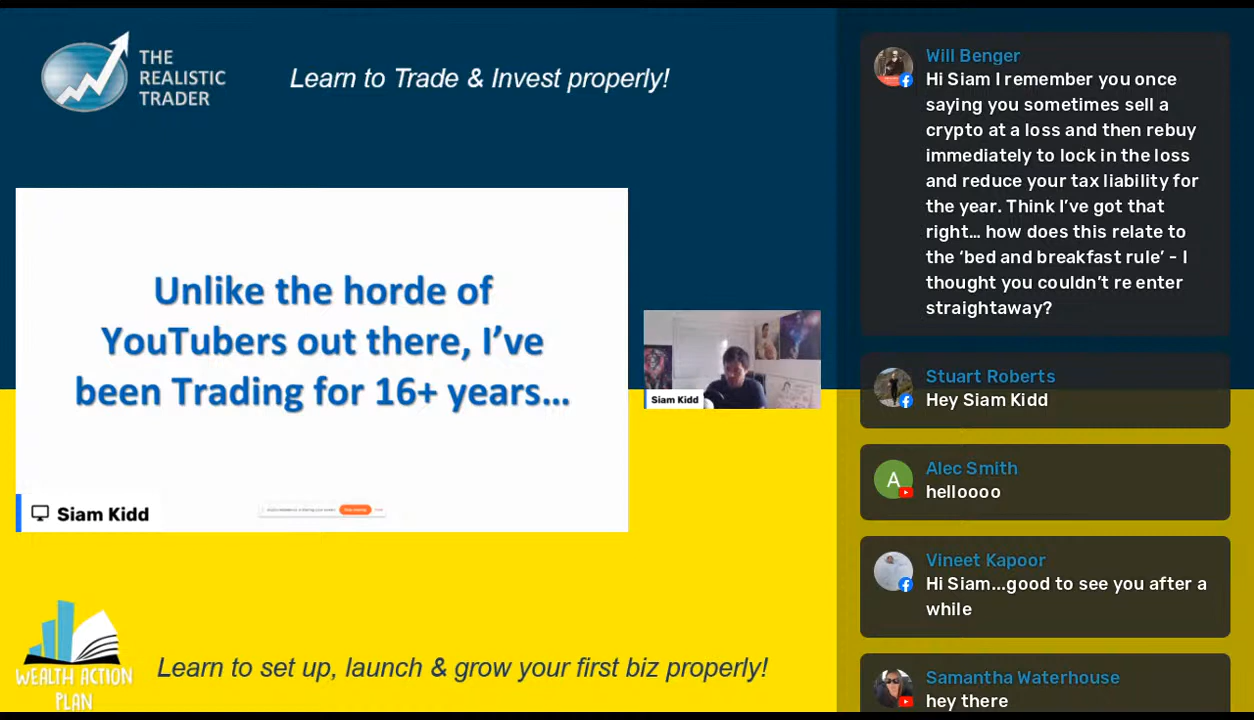 THE
REALISTIC
TRADER
Learn to Trade & Invest properly!
Unlike the horde of
YouTubers out there, I’ve
been Trading for 16+ years...
Siam Kidd
Siam Kidd
WEALTH ACTION
PLAN
Learn to set up, launch & grow your first biz properly!
Will Benger
Hi Siam I remember you once
saying you sometimes sell a
crypto at a loss and then rebuy
immediately to lock in the loss
and reduce your tax liability for
the year. Think I’ve got that
right… how does this relate to
the ‘bed and breakfast rule’ - I
thought you couldn’t re enter
straightaway?
Stuart Roberts
Hey Siam Kidd
A
Alec Smith
helloooo
Vineet Kapoor
Hi Siam...good to see you after a
while
Samantha Waterhouse
hey there